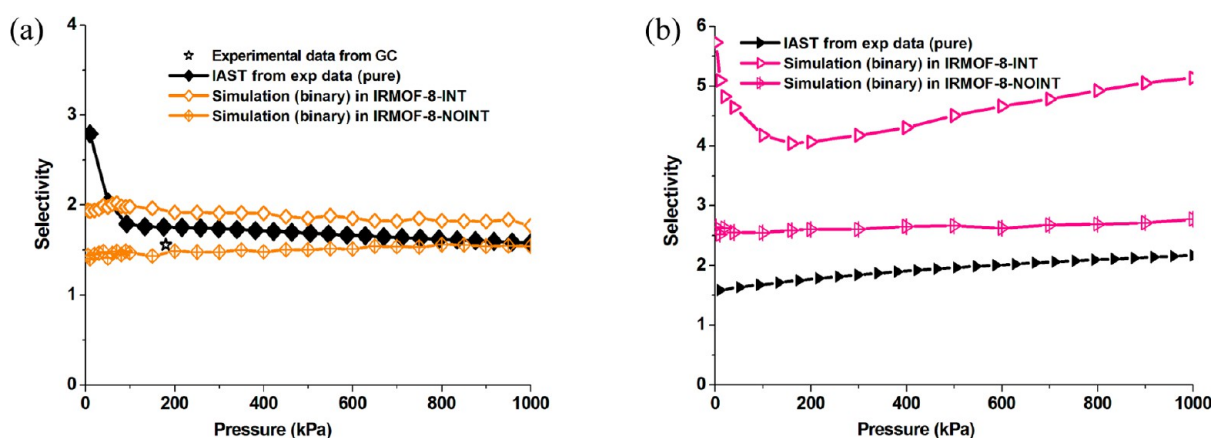 (a)
4
3
2
1
0
Selectivity
Experimental data from GC
IAST from exp data (pure)
Simulation (binary) in IRMOF-8-INT
Simulation (binary) in IRMOF-8-NOINT
0 200 400 600 800 1000
Pressure (kPa)
(b)
6
5
4
3
2
1
0
Selectivity
IAST from exp data (pure)
Simulation (binary) in IRMOF-8-INT
Simulation (binary) in IRMOF-8-NOINT
0 200 400 600 800 1000
Pressure (kPa)